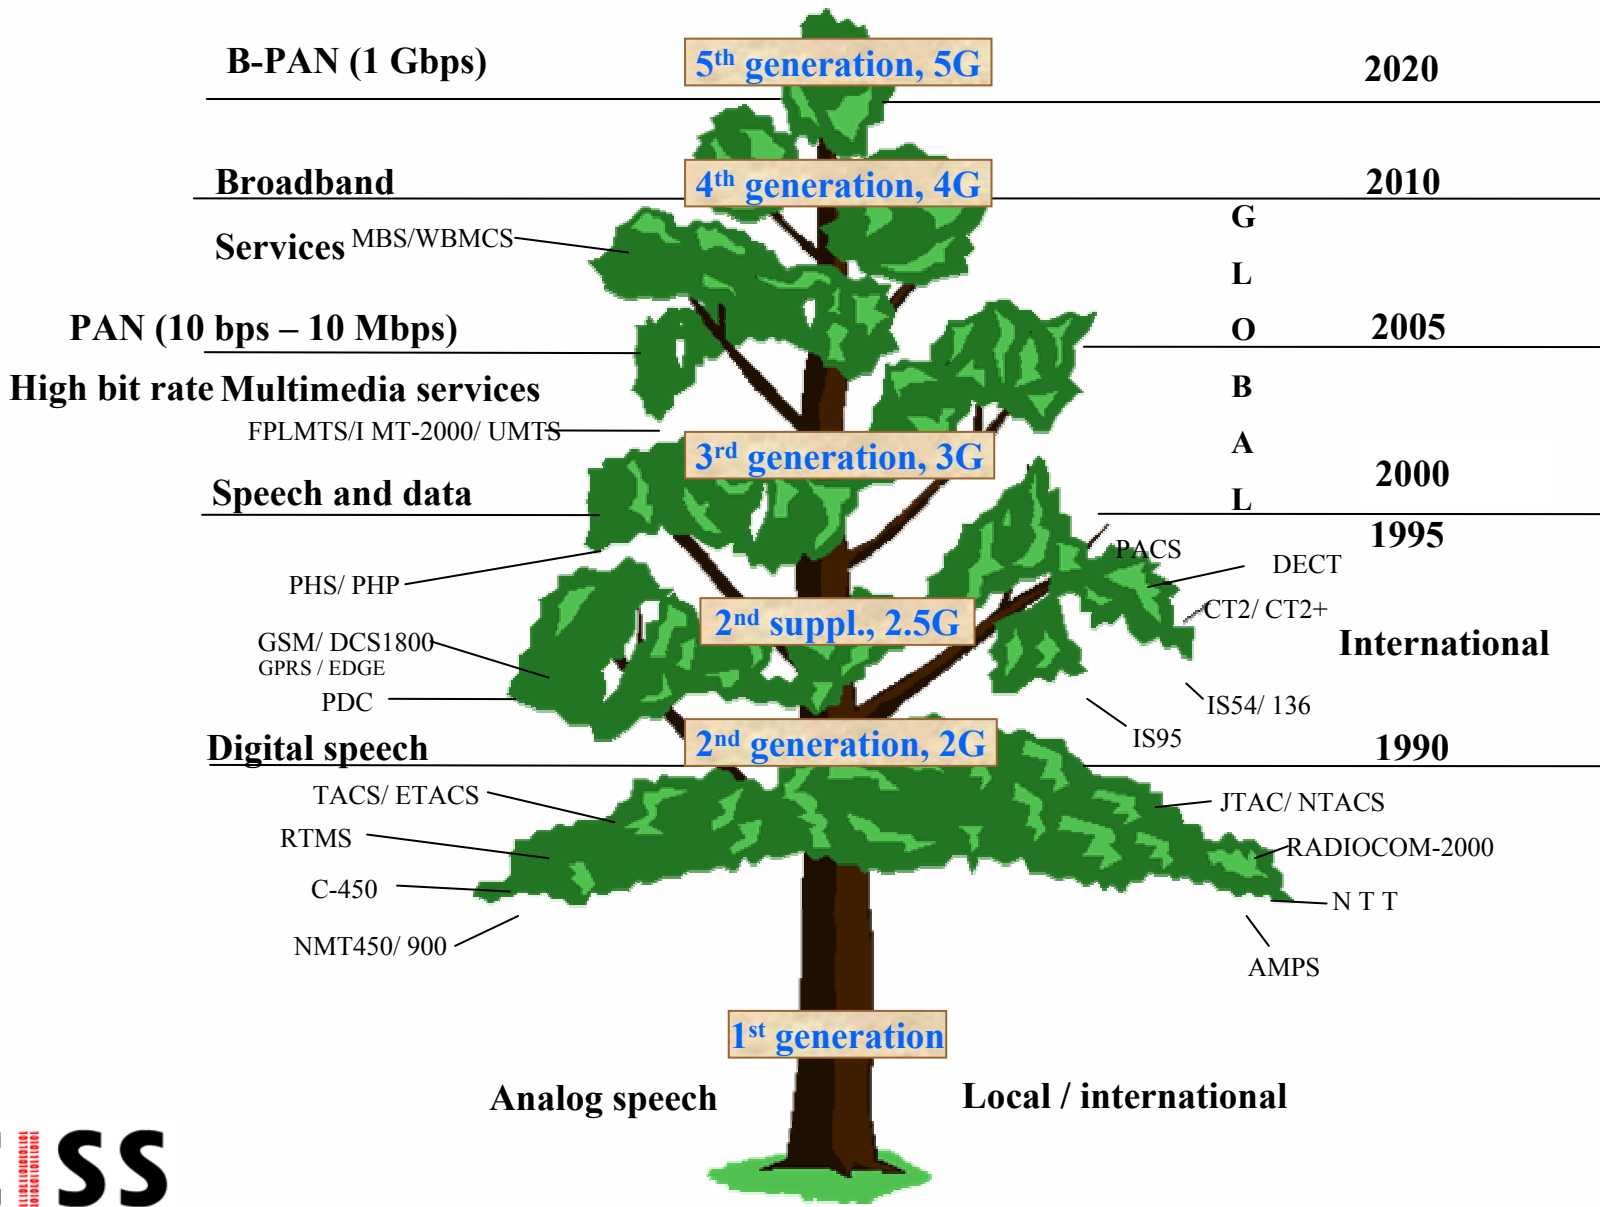 B-PAN (1 Gbps)
5th generation, 5G
2020
Broadband
4th generation, 4G
2010
Services
MBS/WBMCS
G
L
O
B
A
L
PAN (10 bps – 10 Mbps)
2005
High bit rate Multimedia services
FPLMTS/I MT-2000/ UMTS
3rd generation, 3G
2000
Speech and data
1995
PACS
DECT
PHS/ PHP
CT2/ CT2+
2nd suppl., 2.5G
GSM/ DCS1800
GPRS / EDGE
International
PDC
IS54/ 136
IS95
Digital speech
2nd generation, 2G
1990
TACS/ ETACS
JTAC/ NTACS
RTMS
RADIOCOM-2000
C-450
N T T
NMT450/ 900
AMPS
1st generation
Analog speech
Local / international
SS